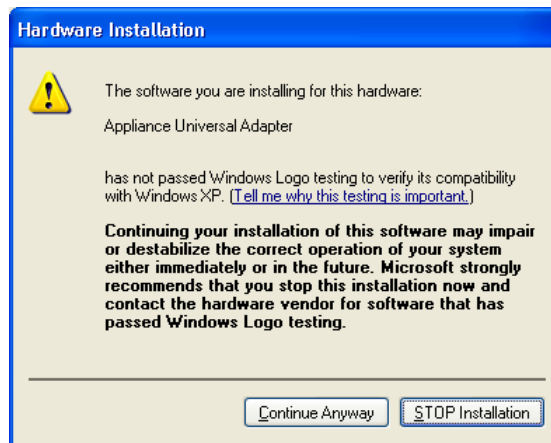 Hardware Installation
The software you are installing for this hardware:
Appliance Universal Adapter
has not passed Windows Logo testing to verify its compatibility
with Windows XP. (Tell me why this testing is important.)
Continuing your installation of this software may impair
or destabilize the correct operation of your system
either immediately or in the future. Microsoft strongly
recommends that you stop this installation now and
contact the hardware vendor for software that has
passed Windows Logo testing.
Continue Anyway STOP Installation